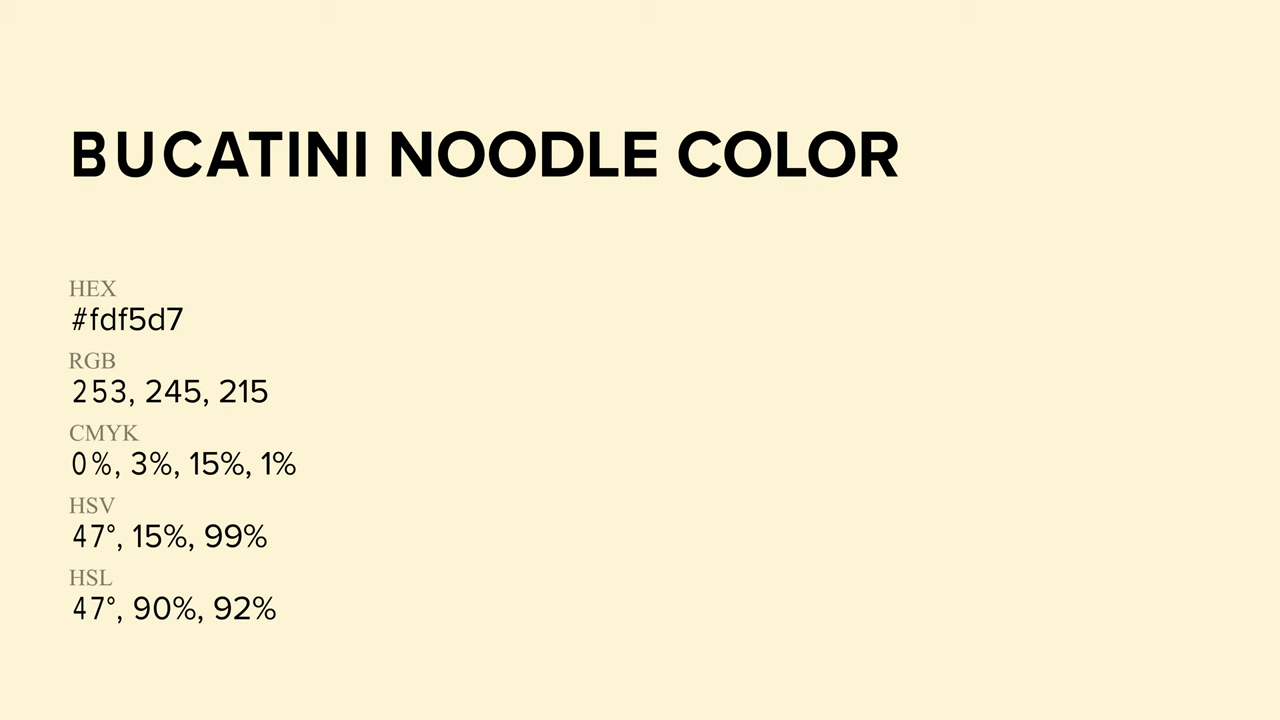 BUCATINI NOODLE COLOR
HEX
#fdf5d7
RGB
253, 245, 215
CMYK
0%, 3%, 15%, 1%
HSV
47°, 15%, 99%
HSL
47°, 90%, 92%